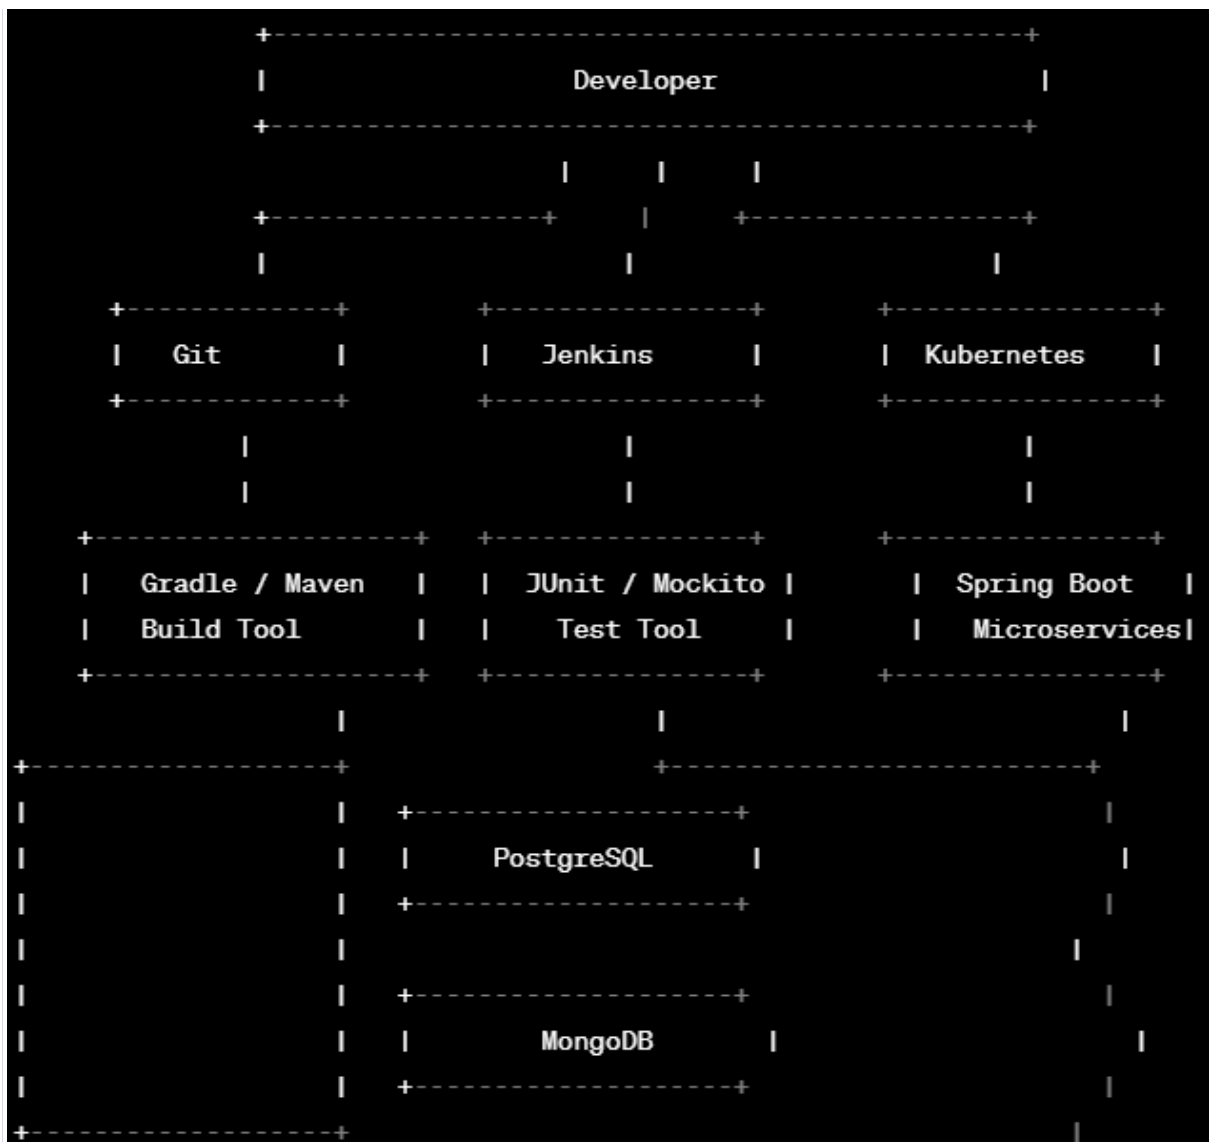 Developer
Git Jenkins Kubernetes
Gradle / Maven JUnit / Mockito Spring Boot
Build Tool Test Tool Microservices
PostgreSQL
MongoDB